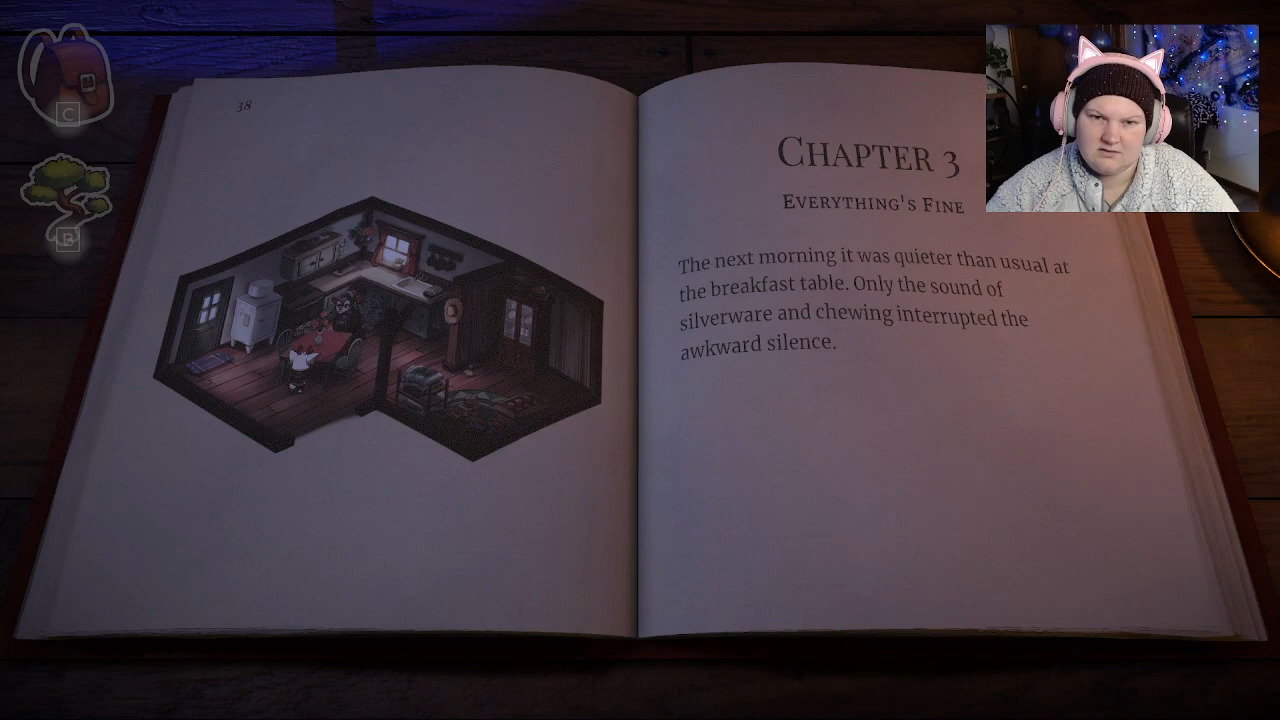 C
B
38
Chapter 3
Everything's Fine
The next morning it was quieter than usual at
the breakfast table. Only the sound of
silverware and chewing interrupted the
awkward silence.